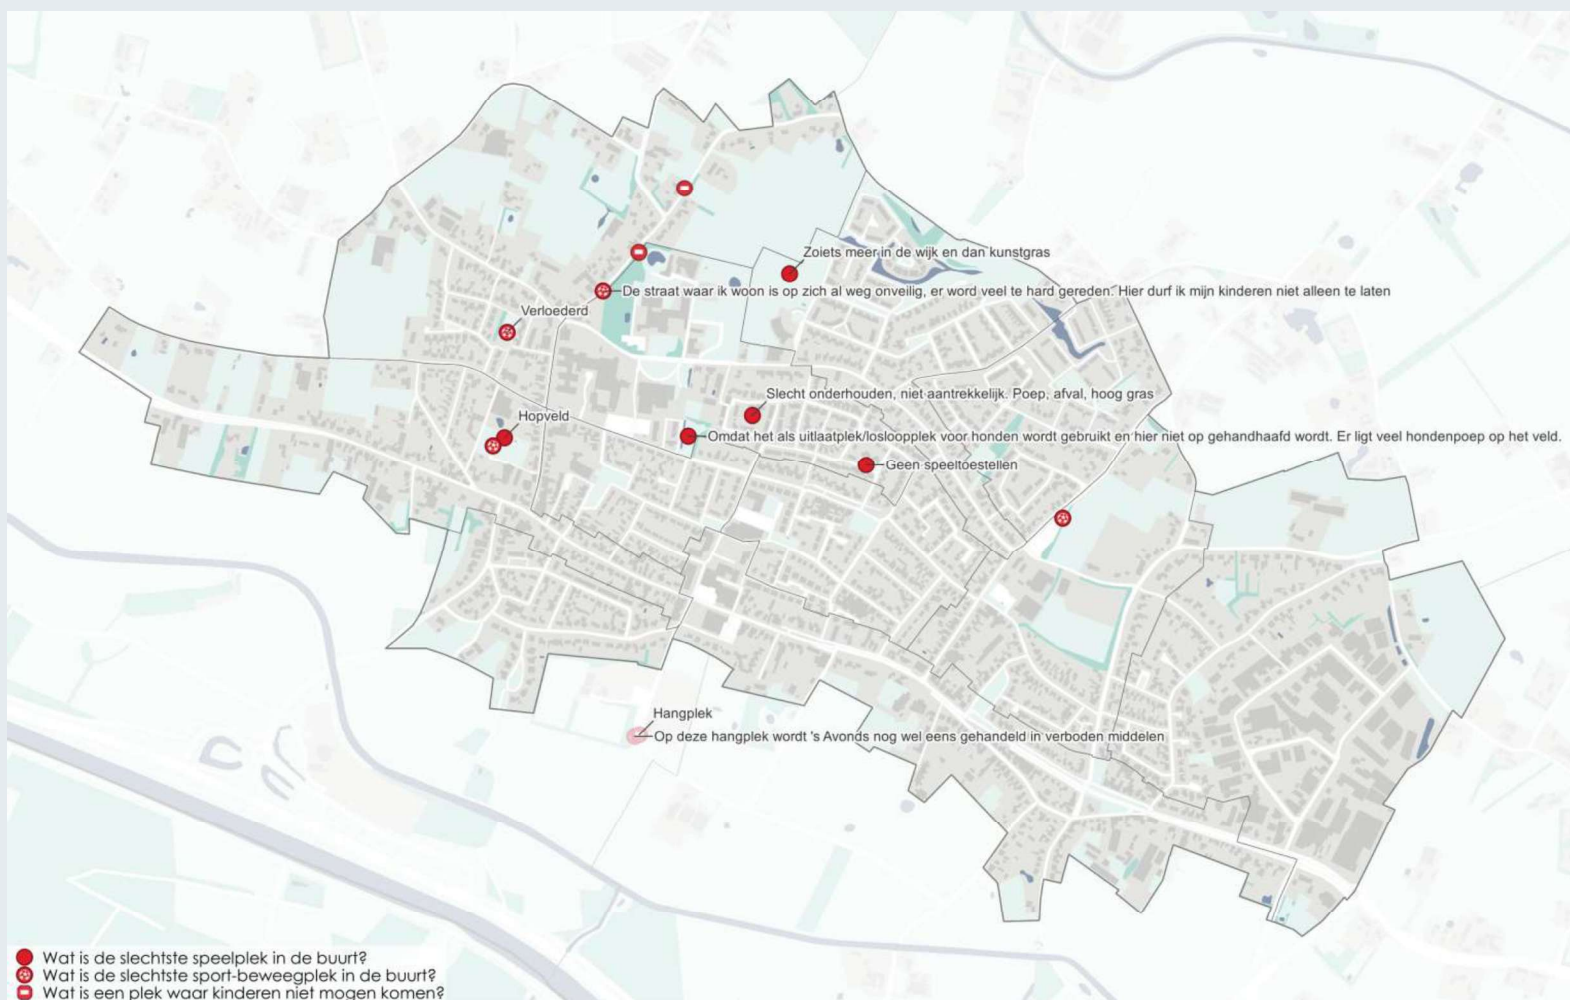 Zoiets meer in de wijk en dan kunstgras
De straat waar ik woon is op zich al weg onveilig, er word veel te hard gereden. Hier durf ik mijn kinderen niet alleen te laten
Verloederd
Slecht onderhouden, niet aantrekkelijk. Poep, afval, hoog gras
Hopveld
Omdat het als uitlaatplek/losloopplek voor honden wordt gebruikt en hier niet op gehandhaafd wordt. Er ligt veel hondenpoep op het veld.
Geen speeltoestellen
Hangplek
Op deze hangplek wordt 's Avonds nog wel eens gehandeld in verboden middelen
Wat is de slechtste speelplek in de buurt?
Wat is de slechtste sport-beweegplek in de buurt?
Wat is een plek waar kinderen niet mogen komen?